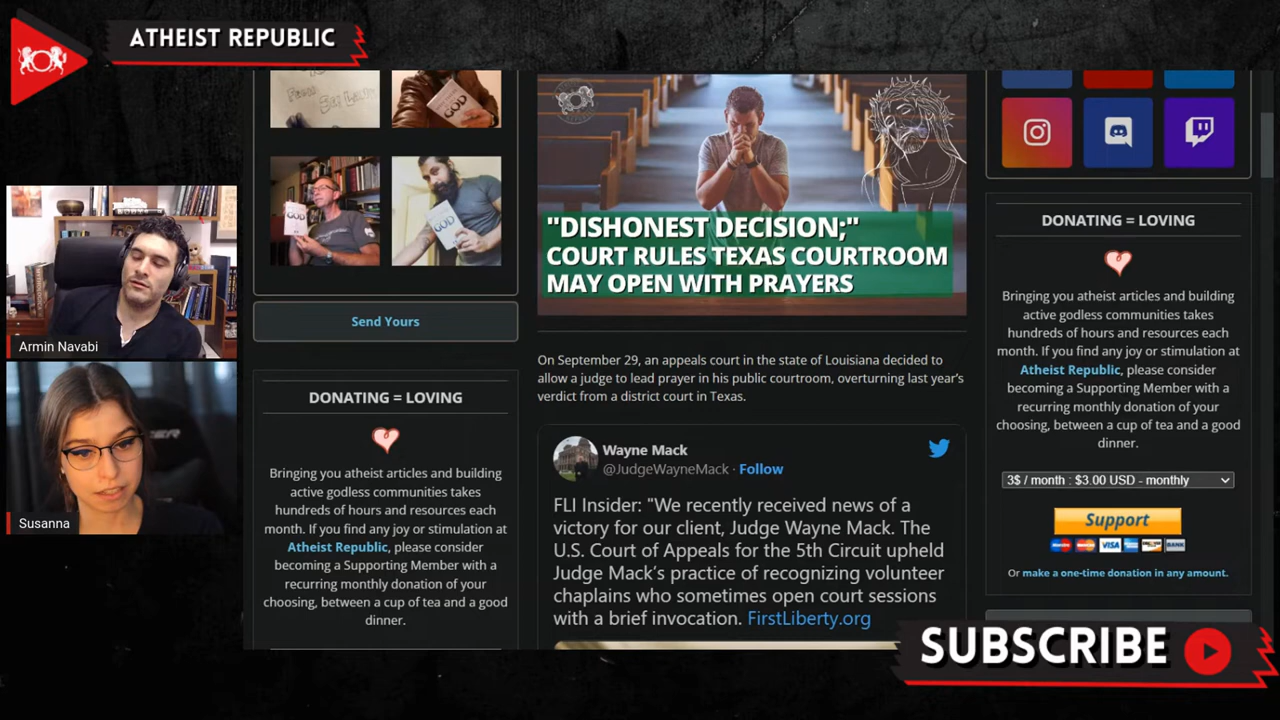 ATHEIST REPUBLIC
Armin Navabi
Susanna
GOD
GOD
GOD
Send Yours
DONATING = LOVING
Bringing you atheist articles and building
active godless communities takes
hundreds of hours and resources each
month. If you find any joy or stimulation at
Atheist Republic, please consider
becoming a Supporting Member with a
recurring monthly donation of your
choosing, between a cup of tea and a good
dinner.
"DISHONEST DECISION;"
COURT RULES TEXAS COURTROOM
MAY OPEN WITH PRAYERS
On September 29, an appeals court in the state of Louisiana decided to
allow a judge to lead prayer in his public courtroom, overturning last year's
verdict from a district court in Texas.
Wayne Mack
@JudgeWayneMack · Follow
FLI Insider: "We recently received news of a
victory for our client, Judge Wayne Mack. The
U.S. Court of Appeals for the 5th Circuit upheld
Judge Mack's practice of recognizing volunteer
chaplains who sometimes open court sessions
with a brief invocation. FirstLiberty.org
DONATING = LOVING
Bringing you atheist articles and building
active godless communities takes
hundreds of hours and resources each
month. If you find any joy or stimulation at
Atheist Republic, please consider
becoming a Supporting Member with a
recurring monthly donation of your
choosing, between a cup of tea and a good
dinner.
3$ / month : $3.00 USD - monthly
Support
VISA
BANK
Or make a one-time donation in any amount.
SUBSCRIBE